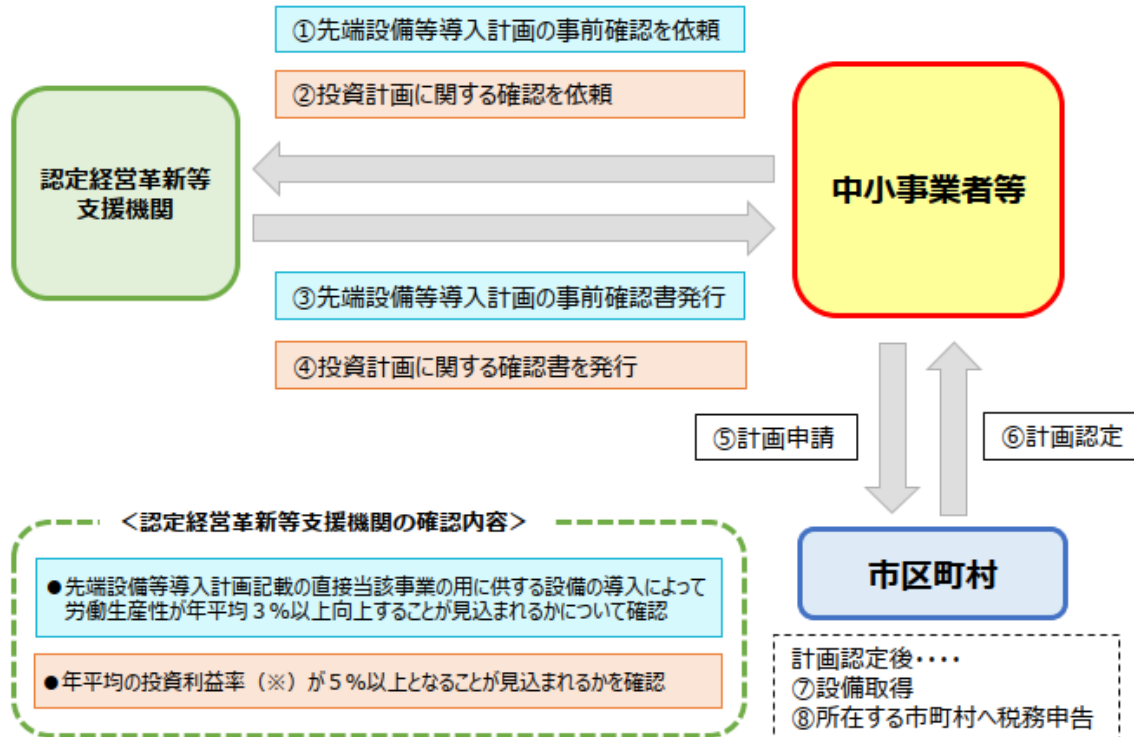 ①先端設備等導入計画の事前確認を依頼
②投資計画に関する確認を依頼
認定経営革新等
支援機関
中小事業者等
③先端設備等導入計画の事前確認書発行
④投資計画に関する確認書を発行
⑤計画申請
⑥計画認定
<認定経営革新等支援機関の確認内容>
●先端設備等導入計画記載の直接当該事業の用に供する設備の導入によって
労働生産性が年平均3%以上向上することが見込まれるかについて確認
●年平均の投資利益率(※)が5%以上となることが見込まれるかを確認
市区町村
計画認定後・・・・
⑦設備取得
⑧所在する市町村へ税務申告